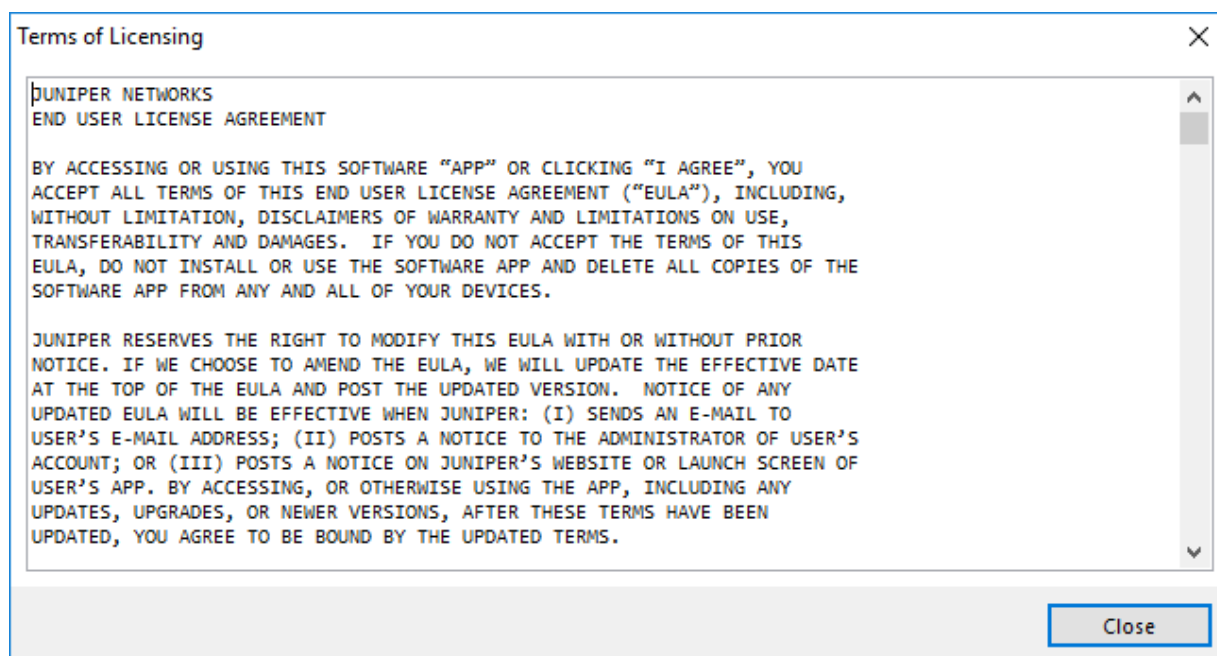 Terms of Licensing
JUNIPER NETWORKS
END USER LICENSE AGREEMENT
BY ACCESSING OR USING THIS SOFTWARE “APP” OR CLICKING “I AGREE”, YOU
ACCEPT ALL TERMS OF THIS END USER LICENSE AGREEMENT (“EULA”), INCLUDING,
WITHOUT LIMITATION, DISCLAIMERS OF WARRANTY AND LIMITATIONS ON USE,
TRANSFERABILITY AND DAMAGES.  IF YOU DO NOT ACCEPT THE TERMS OF THIS
EULA, DO NOT INSTALL OR USE THE SOFTWARE APP AND DELETE ALL COPIES OF THE
SOFTWARE APP FROM ANY AND ALL OF YOUR DEVICES.
JUNIPER RESERVES THE RIGHT TO MODIFY THIS EULA WITH OR WITHOUT PRIOR
NOTICE. IF WE CHOOSE TO AMEND THE EULA, WE WILL UPDATE THE EFFECTIVE DATE
AT THE TOP OF THE EULA AND POST THE UPDATED VERSION.  NOTICE OF ANY
UPDATED EULA WILL BE EFFECTIVE WHEN JUNIPER: (I) SENDS AN E-MAIL TO
USER’S E-MAIL ADDRESS; (II) POSTS A NOTICE TO THE ADMINISTRATOR OF USER’S
ACCOUNT; OR (III) POSTS A NOTICE ON JUNIPER’S WEBSITE OR LAUNCH SCREEN OF
USER’S APP. BY ACCESSING, OR OTHERWISE USING THE APP, INCLUDING ANY
UPDATES, UPGRADES, OR NEWER VERSIONS, AFTER THESE TERMS HAVE BEEN
UPDATED, YOU AGREE TO BE BOUND BY THE UPDATED TERMS.
Close